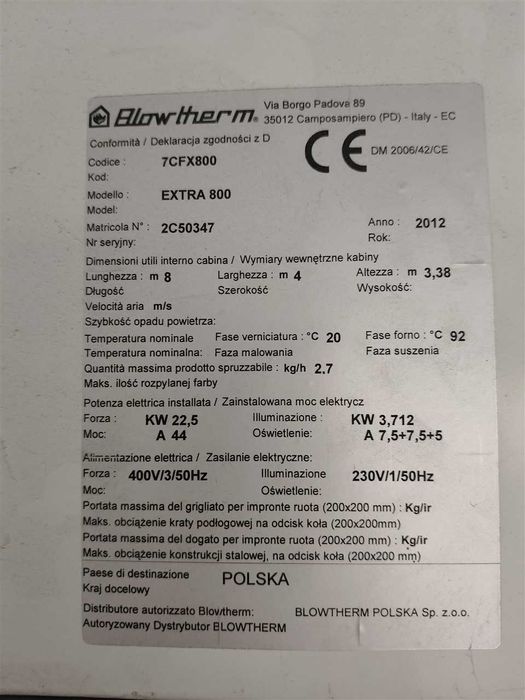 Blowtherm® Via Borgo Padova 89
35012 Camposampiero (PD) - Italy - EC
Conformità / Deklaracja zgodności z D
CE DM 2006/42/CE
Codice : 7CFX800
Kod:
Modello : EXTRA 800
Model:
Matricola N° : 2C50347 Anno : 2012
Nr seryjny: Rok:
Dimensioni utili interno cabina / Wymiary wewnętrzne kabiny
Lunghezza : m 8 Larghezza : m 4 Altezza : m 3,38
Długość Szerokość Wysokość:
Velocità aria m/s
Szybkość opadu powietrza:
Temperatura nominale Fase verniciatura : °C 20 Fase forno : °C 92
Temperatura nominalna: Faza malowania Faza suszenia
Quantità massima prodotto spruzzabile : kg/h 2.7
Maks. ilość rozpylanej farby
Potenza elettrica installata / Zainstalowana moc elektrycz
Forza : KW 22,5 Illuminazione : KW 3,712
Moc: A 44 Oświetlenie: A 7,5+7,5+5
Alimentazione elettrica / Zasilanie elektryczne:
Forza : 400V/3/50Hz Illuminazione 230V/1/50Hz
Moc: Oświetlenie:
Portata massima del grigliato per impronte ruota (200x200 mm) : Kg/ir
Maks. obciążenie kraty podłogowej na odcisk koła (200x200mm)
Portata massima del dogato per impronte ruota (200x200 mm) : Kg/ir
Maks. obciążenie konstrukcji stalowej, na odcisk koła (200x200 mm)
Paese di destinazione POLSKA
Kraj docelowy
Distributore autorizzato Blowtherm: BLOWTHERM POLSKA Sp. z.o.o.
Autoryzowany Dystrybutor BLOWTHERM